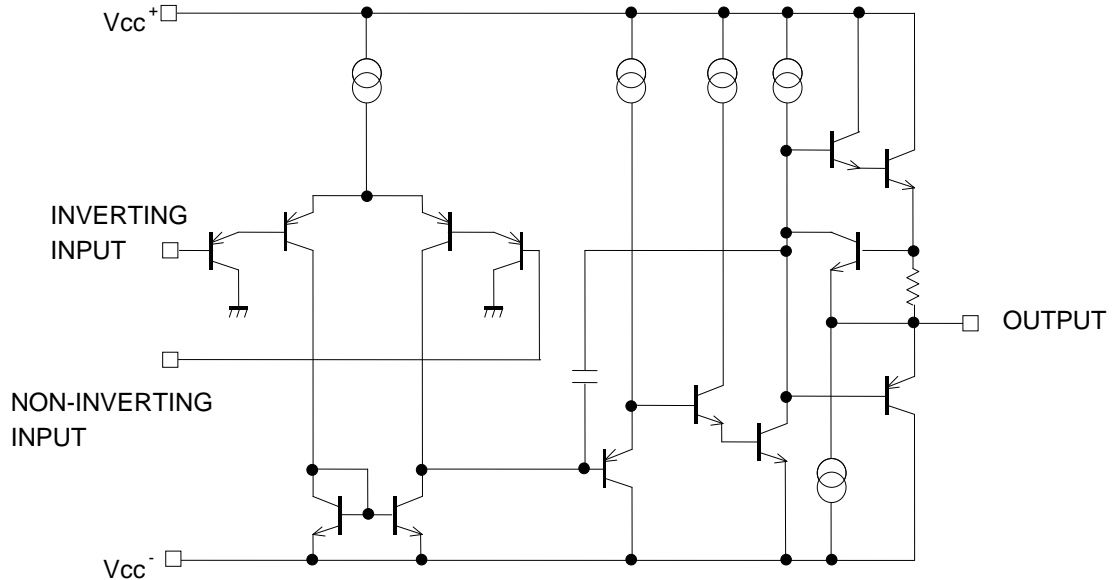 Vcc+
INVERTING
INPUT
OUTPUT
NON-INVERTING
INPUT
Vcc-